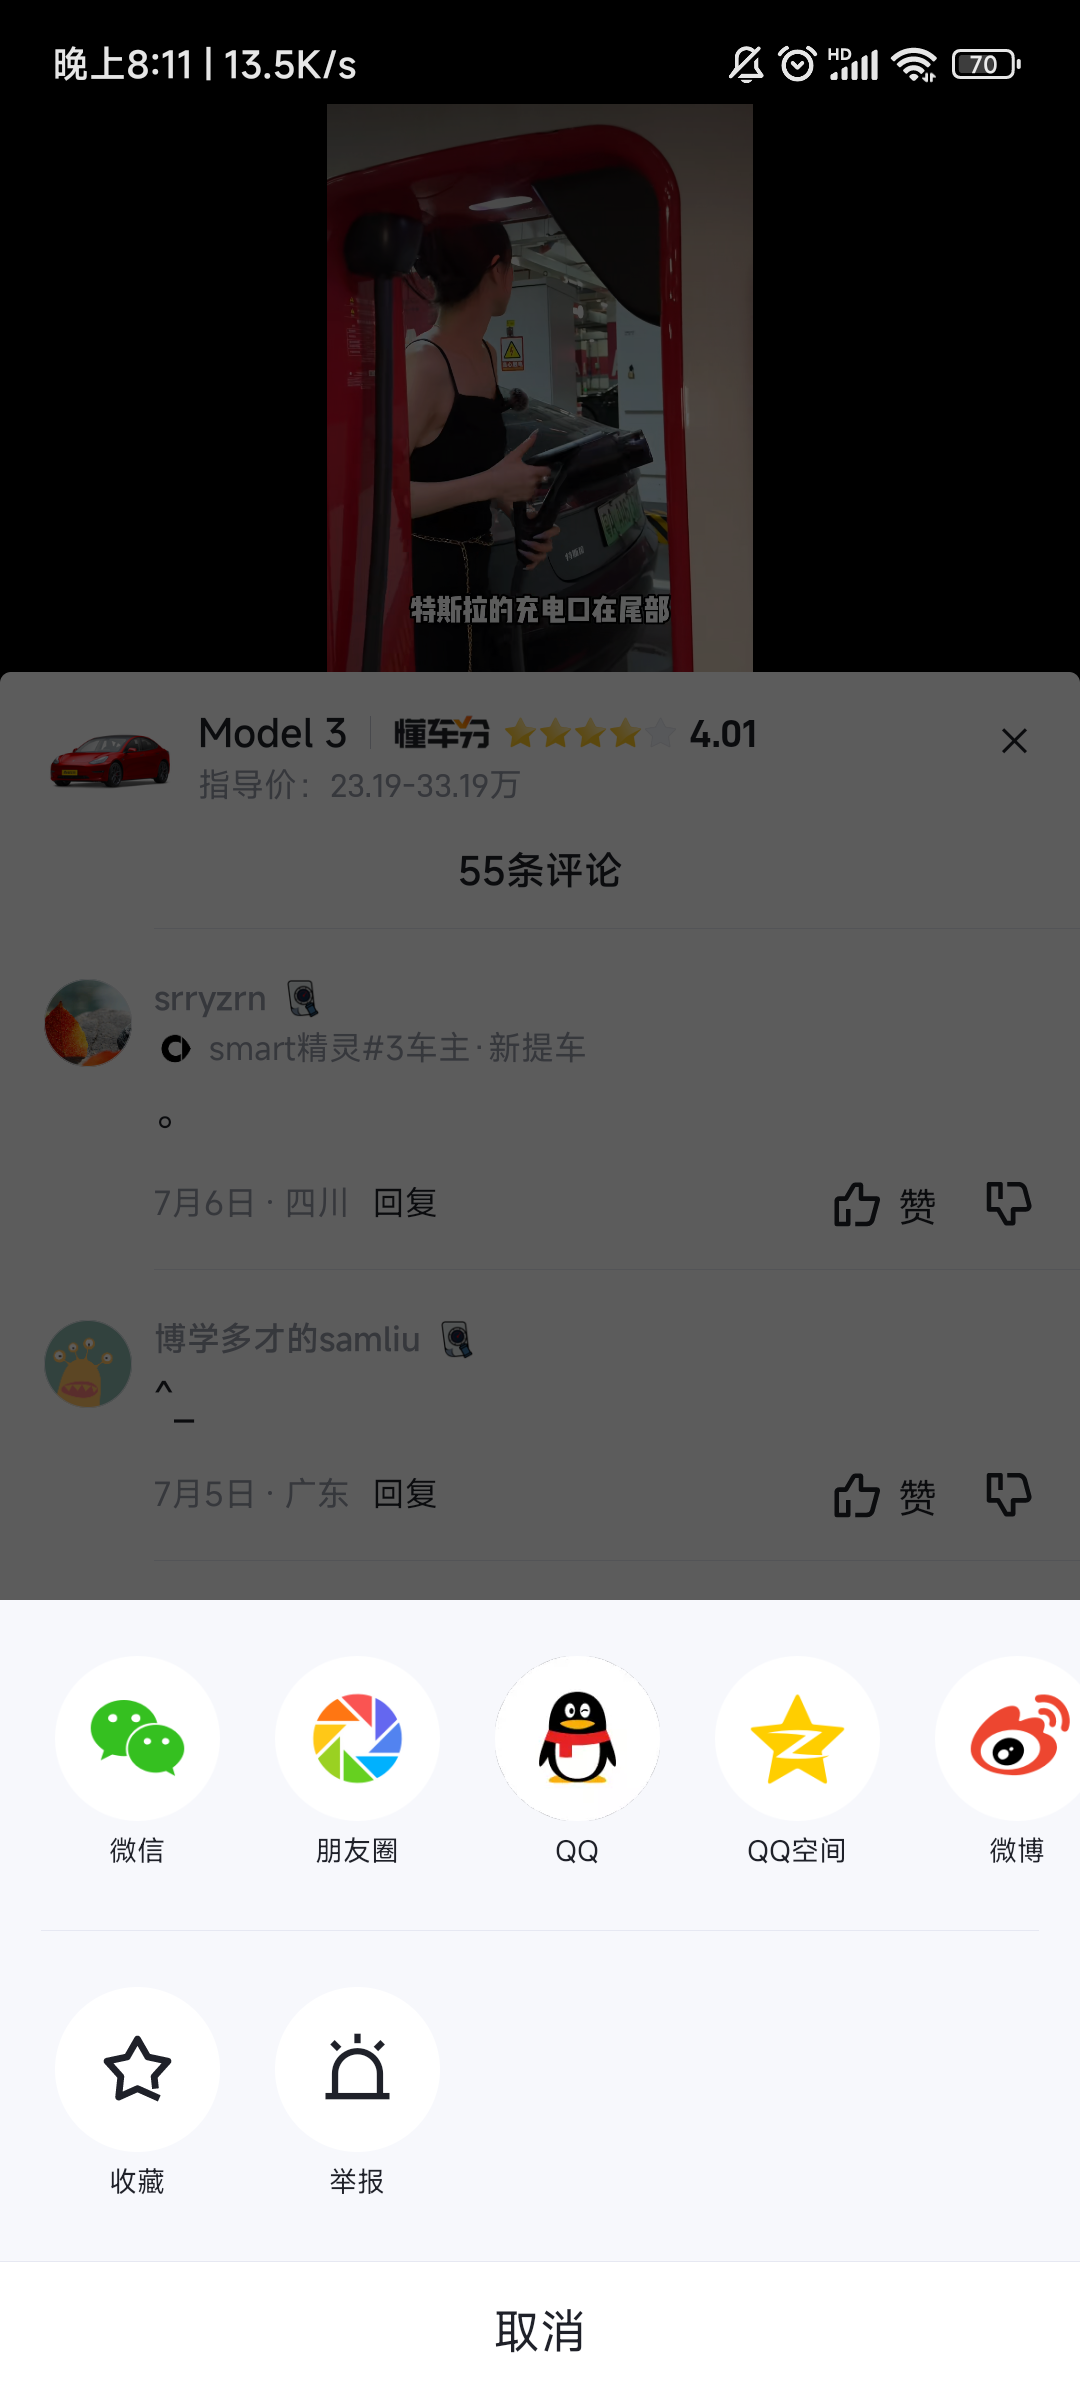 晚上8:11 | 13.5K/s
HD
70
特斯拉的充电口在尾部
Model 3
懂车分
4.01
指导价：23.19-33.19万
55条评论
srryzrn
smart精灵#3车主·新提车
。
7月6日 · 四川 回复
赞
博学多才的samliu
^
_
7月5日 · 广东 回复
赞
微信
朋友圈
QQ
QQ空间
微博
收藏
举报
取消